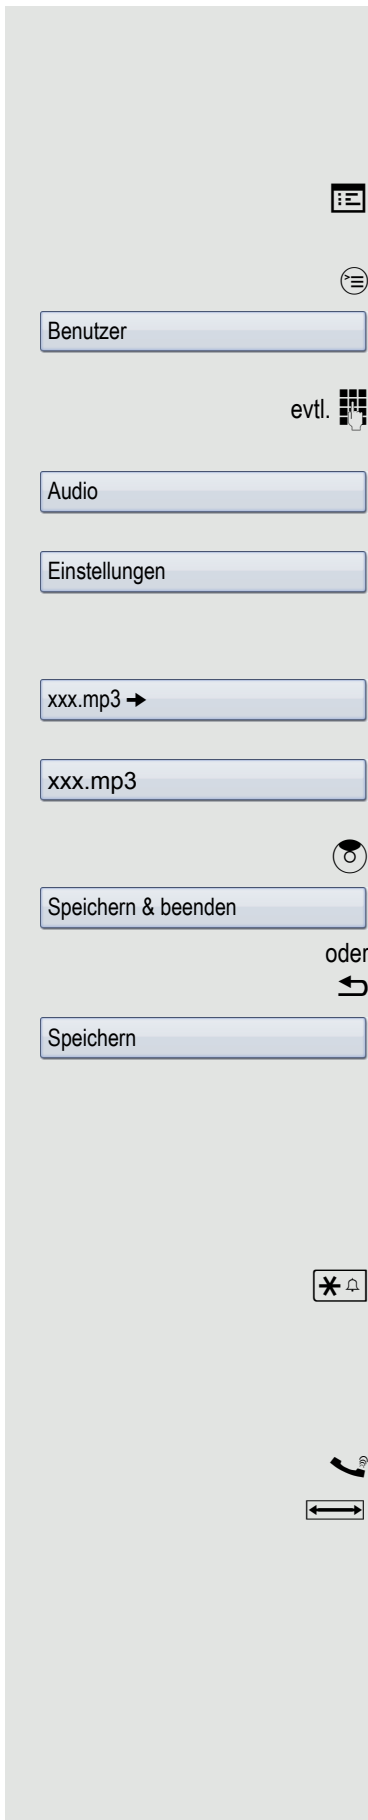 Benutzer
evtl.
Audio
Einstellungen
xxx.mp3 →
xxx.mp3
Speichern & beenden
oder
Speichern